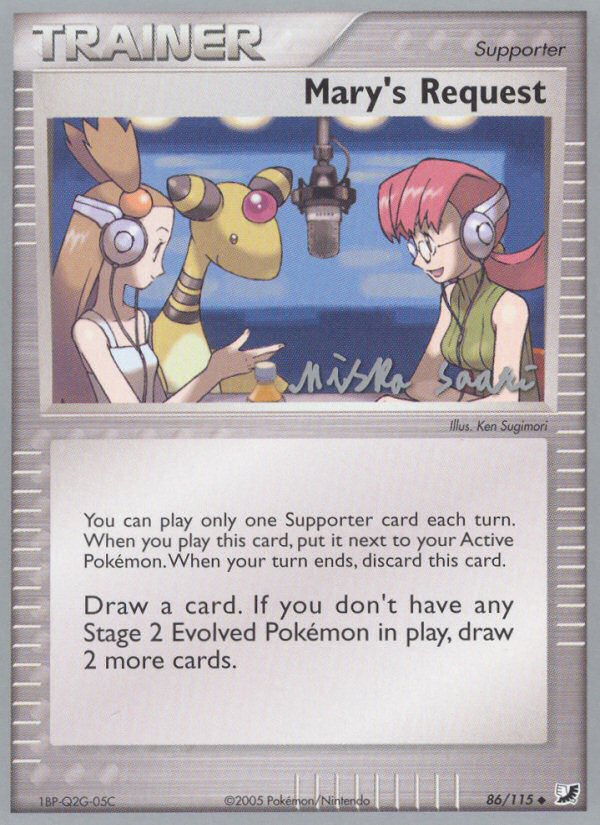 TRAINER
Supporter
Mary's Request
Miska Saari
Illus. Ken Sugimori
You can play only one Supporter card each turn.
When you play this card, put it next to your Active
Pokémon. When your turn ends, discard this card.
Draw a card. If you don't have any
Stage 2 Evolved Pokémon in play, draw
2 more cards.
1BP-Q2G-05C
©2005 Pokémon/Nintendo
86/115